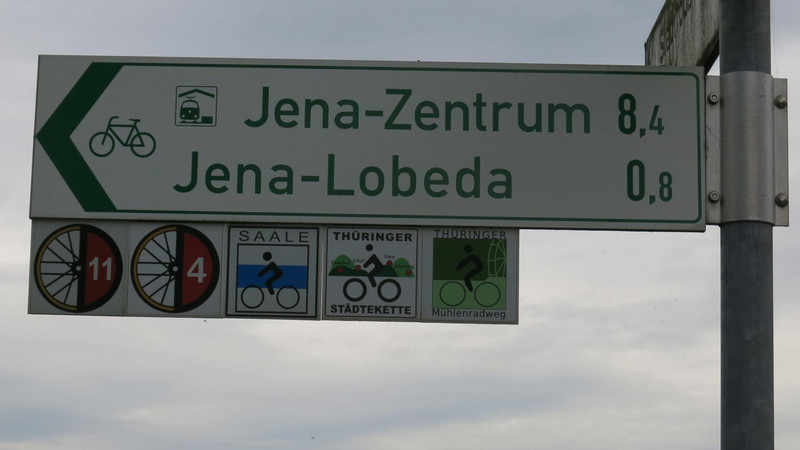 Jena-Zentrum 8,4
Jena-Lobeda 0,8
11
4
SAALE
THÜRINGER
STÄDTEKETTE
THÜRINGER
Mühlenradweg